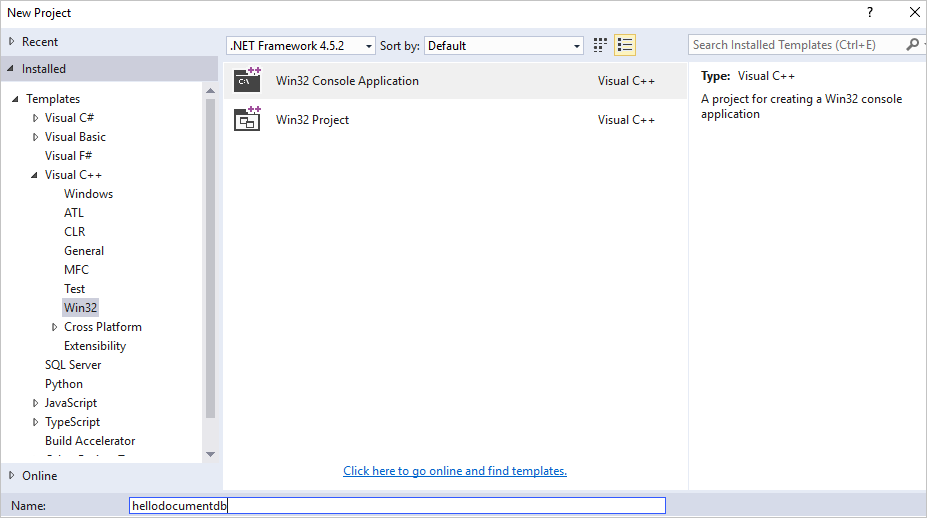 New Project
?
Recent
.NET Framework 4.5.2
Sort by:
Default
Search Installed Templates (Ctrl+E)
Installed
Templates
Visual C#
Visual Basic
Visual F#
Visual C++
Windows
ATL
CLR
General
MFC
Test
Win32
Cross Platform
Extensibility
SQL Server
Python
JavaScript
TypeScript
Build Accelerator
Online
C:\
Win32 Console Application
Visual C++
Win32 Project
Visual C++
Click here to go online and find templates.
Type: Visual C++
A project for creating a Win32 console
application
Name:
hellodocumentdb